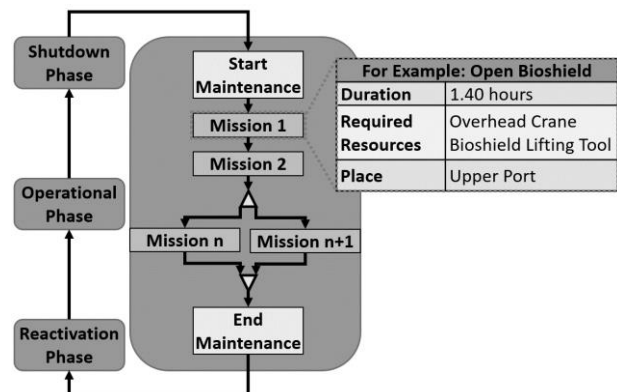 Shutdown
Phase
Operational
Phase
Reactivation
Phase
Start
Maintenance
Mission 1
Mission 2
Mission n
Mission n+1
End
Maintenance
For Example: Open Bioshield
Duration 1.40 hours
Required Overhead Crane
Resources Bioshield Lifting Tool
Place Upper Port